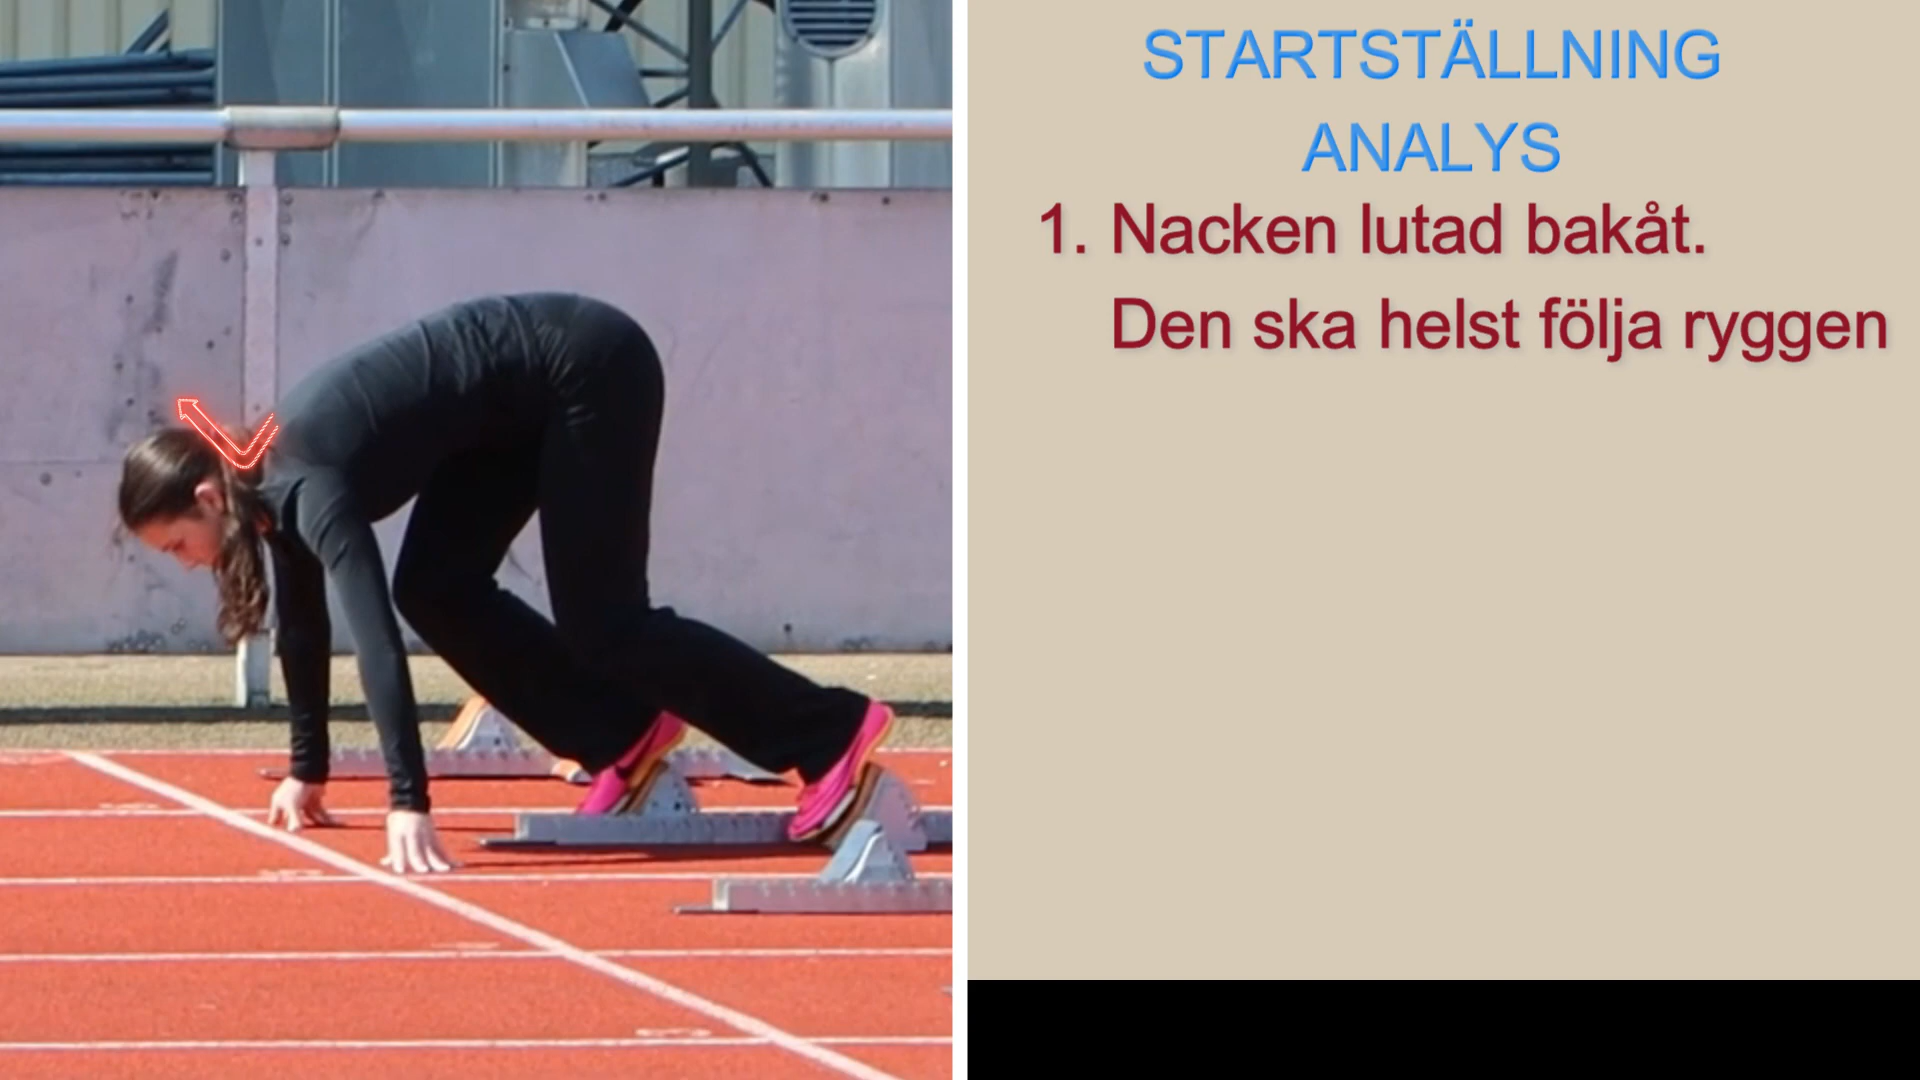 STARTSTÄLLNING
ANALYS
1. Nacken lutad bakåt.
Den ska helst följa ryggen